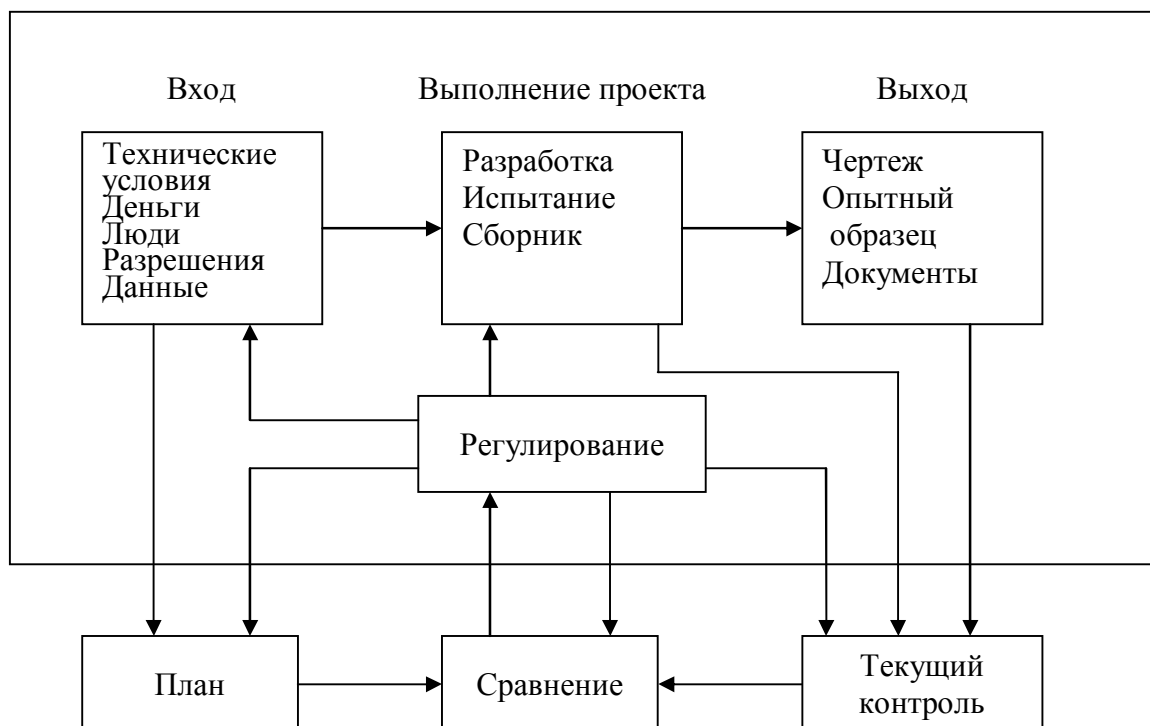 Вход
Выполнение проекта
Выход
Технические
условия
Деньги
Люди
Разрешения
Данные
Разработка
Испытание
Сборник
Чертеж
Опытный
образец
Документы
Регулирование
План
Сравнение
Текущий
контроль